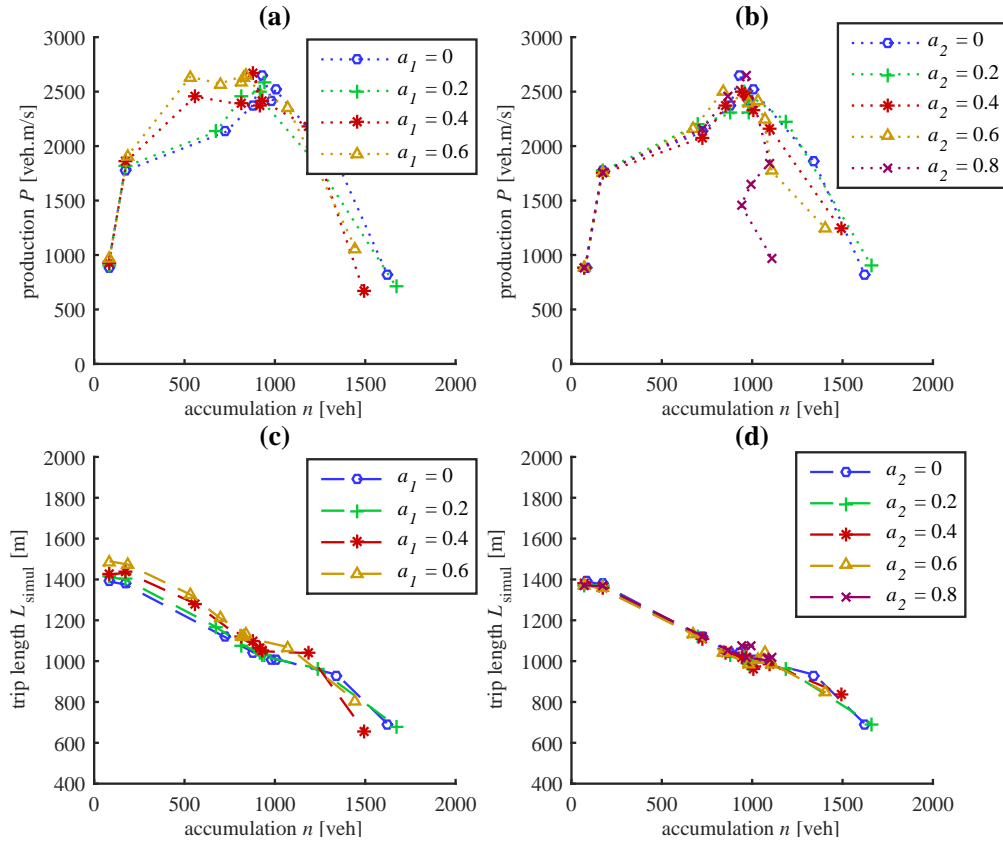 (a)
3000
2500
2000
1500
1000
500
0
production P [veh.m/s]
0 500 1000 1500 2000
accumulation n [veh]
a1 = 0
a1 = 0.2
a1 = 0.4
a1 = 0.6
(b)
3000
2500
2000
1500
1000
500
0
production P [veh.m/s]
0 500 1000 1500 2000
accumulation n [veh]
a2 = 0
a2 = 0.2
a2 = 0.4
a2 = 0.6
a2 = 0.8
(c)
2000
1800
1600
1400
1200
1000
800
600
400
trip length Lsimul [m]
0 500 1000 1500 2000
accumulation n [veh]
a1 = 0
a1 = 0.2
a1 = 0.4
a1 = 0.6
(d)
2000
1800
1600
1400
1200
1000
800
600
400
trip length Lsimul [m]
0 500 1000 1500 2000
accumulation n [veh]
a2 = 0
a2 = 0.2
a2 = 0.4
a2 = 0.6
a2 = 0.8